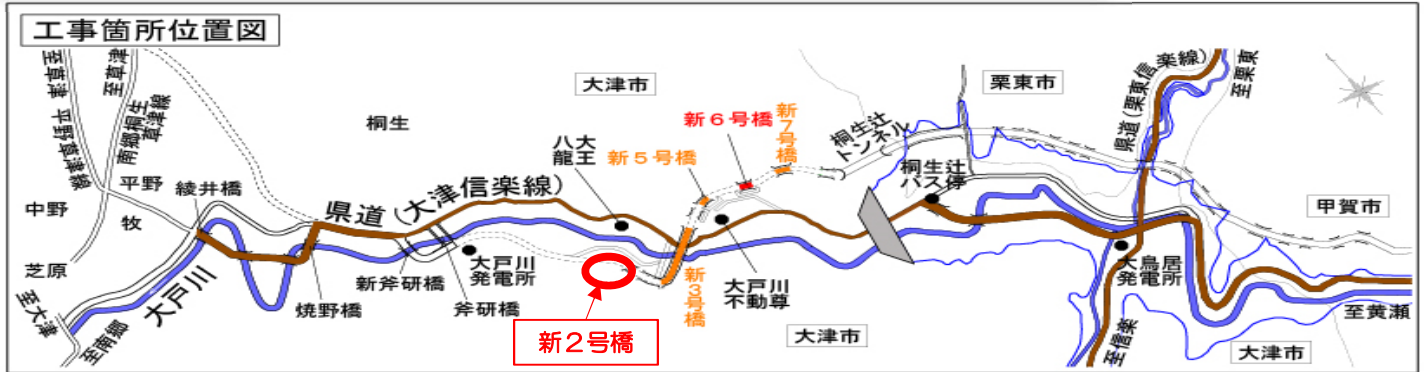 工事箇所位置図
至草津 平野草津線
至草津
南郷桐生草津線
平野
中野
牧
芝原
至大津
至南郷
大戸川
綾井橋
桐生
大津市
県道(大津信楽線)
焼野橋
新斧研橋
斧研橋
大戸川
発電所
八大
龍王
新2号橋
新5号橋
新3号橋
新6号橋
新7号橋
大戸川
不動尊
大津市
桐生辻
トンネル
桐生辻
バス停
栗東市
県道(栗東信楽線)
至栗東
甲賀市
大鳥居
発電所
至信楽
大津市
至黄瀬